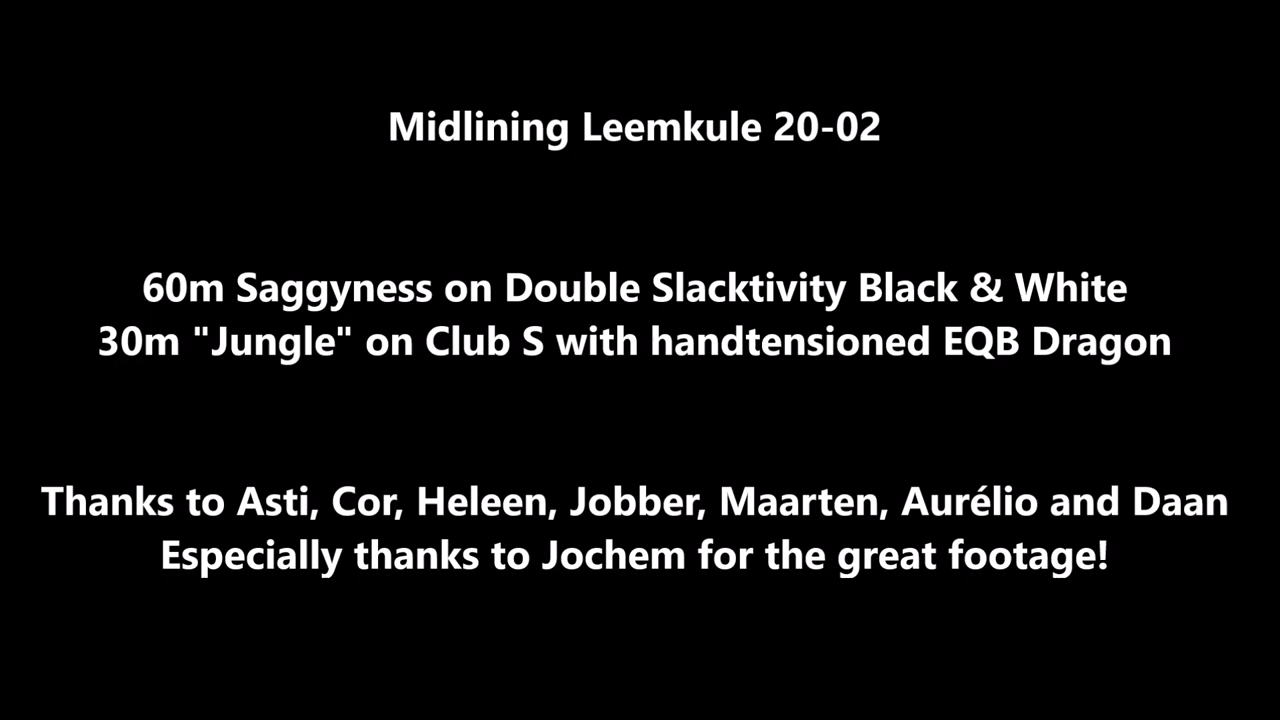 Midlining Leemkule 20-02
60m Saggyness on Double Slacktivity Black & White
30m "Jungle" on Club S with handtensioned EQB Dragon
Thanks to Asti, Cor, Heleen, Jobber, Maarten, Aurélio and Daan
Especially thanks to Jochem for the great footage!